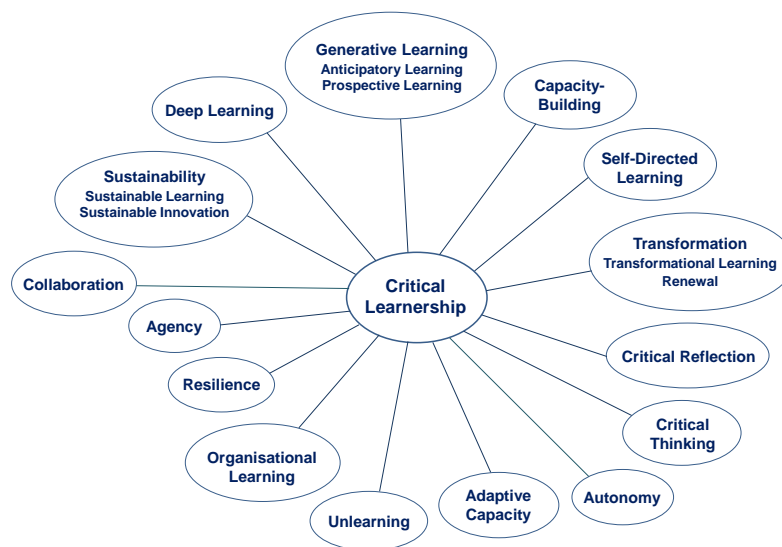 Generative Learning
Anticipatory Learning
Prospective Learning
Capacity-
Building
Deep Learning
Self-Directed
Learning
Sustainability
Sustainable Learning
Sustainable Innovation
Transformation
Transformational Learning
Renewal
Collaboration
Critical
Learnership
Agency
Critical Reflection
Resilience
Critical
Thinking
Organisational
Learning
Autonomy
Adaptive
Capacity
Unlearning